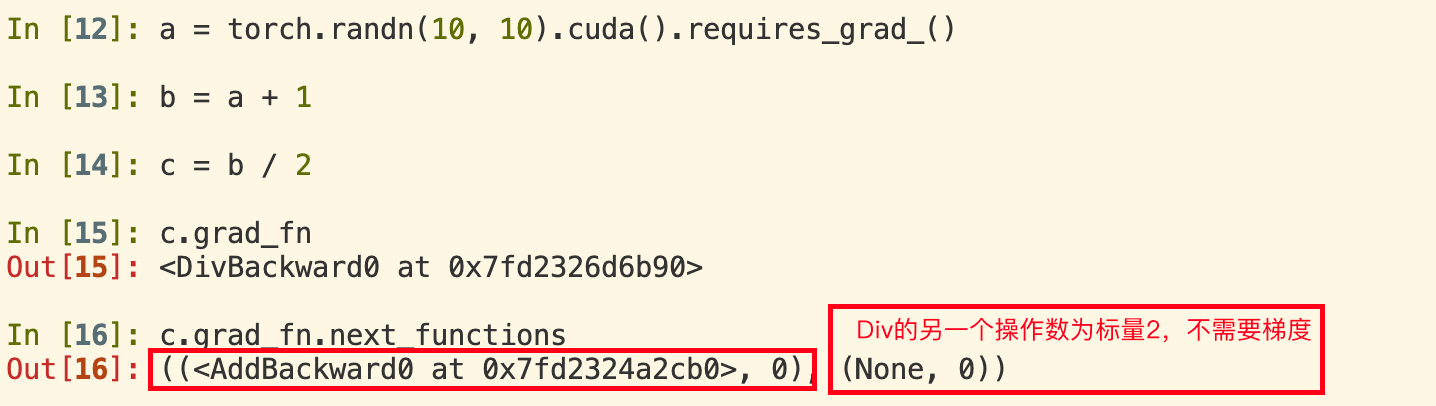 In [12]: a = torch.randn(10, 10).cuda().requires_grad_()
In [13]: b = a + 1
In [14]: c = b / 2
In [15]: c.grad_fn
Out[15]: <DivBackward0 at 0x7fd2326d6b90>
In [16]: c.grad_fn.next_functions
Div的另一个操作数为标量2，不需要梯度
Out[16]: ((<AddBackward0 at 0x7fd2324a2cb0>, 0), (None, 0))